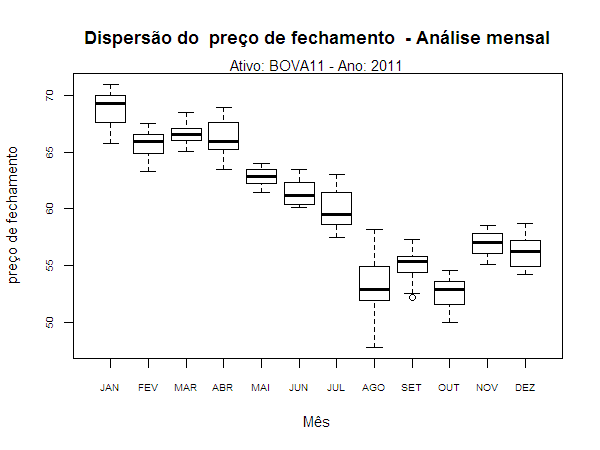 Dispersão do  preço de fechamento  - Análise mensal
Ativo: BOVA11 - Ano: 2011
preço de fechamento
70
65
60
55
50
JAN FEV MAR ABR MAI JUN JUL AGO SET OUT NOV DEZ
Mês